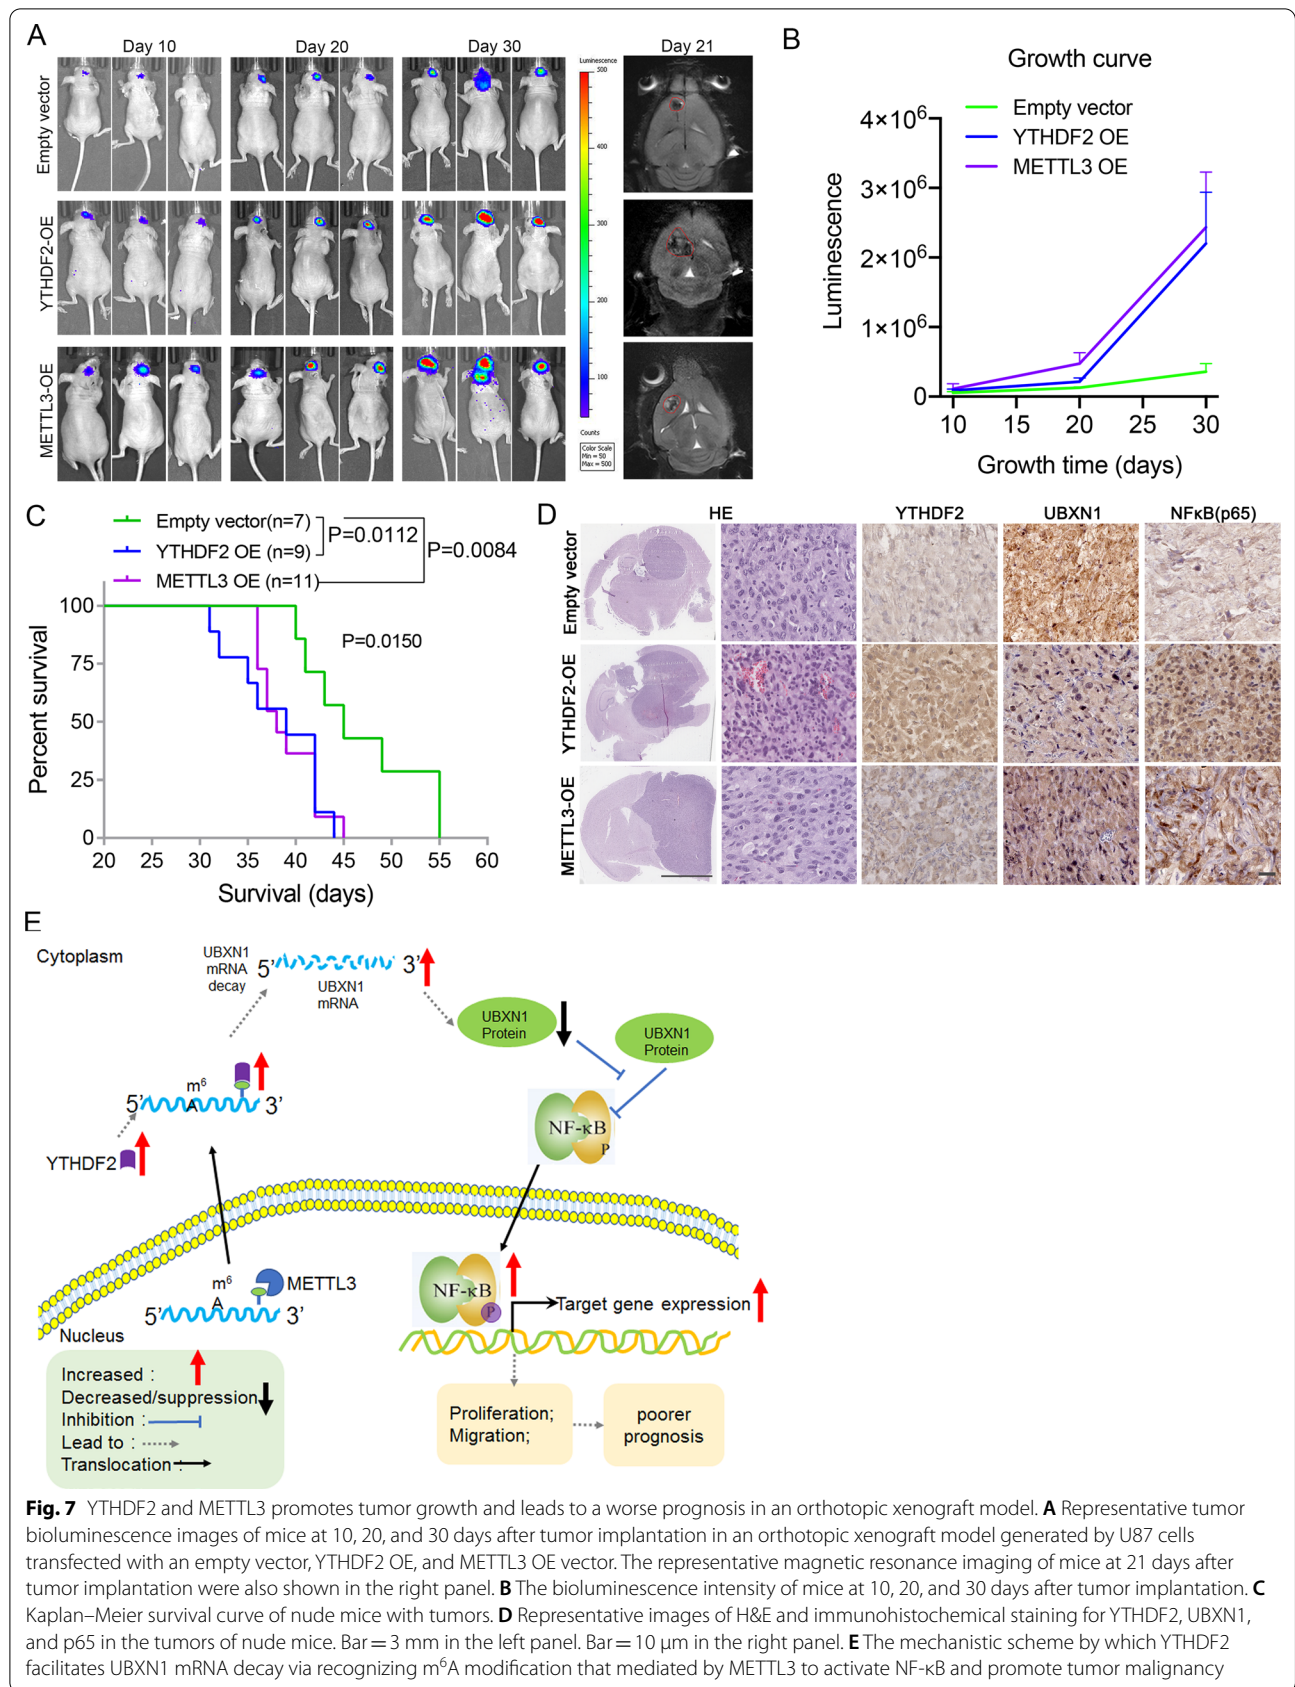 A
Day 10
Day 20
Day 30
Day 21
Empty vector
YTHDF2-OE
METTL3-OE
Luminescence
500
400
300
200
100
Counts
Color Scale
Min = 50
Max = 500
B
Growth curve
Empty vector
YTHDF2 OE
METTL3 OE
4×10⁶
3×10⁶
2×10⁶
1×10⁶
0
Luminescence
10 15 20 25 30
Growth time (days)
C
Empty vector(n=7)
YTHDF2 OE (n=9)
METTL3 OE (n=11)
P=0.0112
P=0.0084
P=0.0150
100
75
50
25
0
Percent survival
20 25 30 35 40 45 50 55 60
Survival (days)
D
HE
YTHDF2
UBXN1
NFκB(p65)
Empty vector
YTHDF2-OE
METTL3-OE
E
Cytoplasm
UBXN1
mRNA
decay
5’
3’
UBXN1
mRNA
UBXN1
Protein
UBXN1
Protein
m⁶
A
5’
3’
YTHDF2
NF-κB
P
m⁶
A
METTL3
5’
3’
Nucleus
NF-κB
P
Target gene expression
Increased :
Decreased/suppression
Inhibition :
Lead to :
Translocation :
Proliferation;
Migration;
poorer
prognosis
Fig. 7 YTHDF2 and METTL3 promotes tumor growth and leads to a worse prognosis in an orthotopic xenograft model. A Representative tumor
bioluminescence images of mice at 10, 20, and 30 days after tumor implantation in an orthotopic xenograft model generated by U87 cells
transfected with an empty vector, YTHDF2 OE, and METTL3 OE vector. The representative magnetic resonance imaging of mice at 21 days after
tumor implantation were also shown in the right panel. B The bioluminescence intensity of mice at 10, 20, and 30 days after tumor implantation. C
Kaplan–Meier survival curve of nude mice with tumors. D Representative images of H&E and immunohistochemical staining for YTHDF2, UBXN1,
and p65 in the tumors of nude mice. Bar = 3 mm in the left panel. Bar = 10 μm in the right panel. E The mechanistic scheme by which YTHDF2
facilitates UBXN1 mRNA decay via recognizing m⁶A modification that mediated by METTL3 to activate NF-κB and promote tumor malignancy